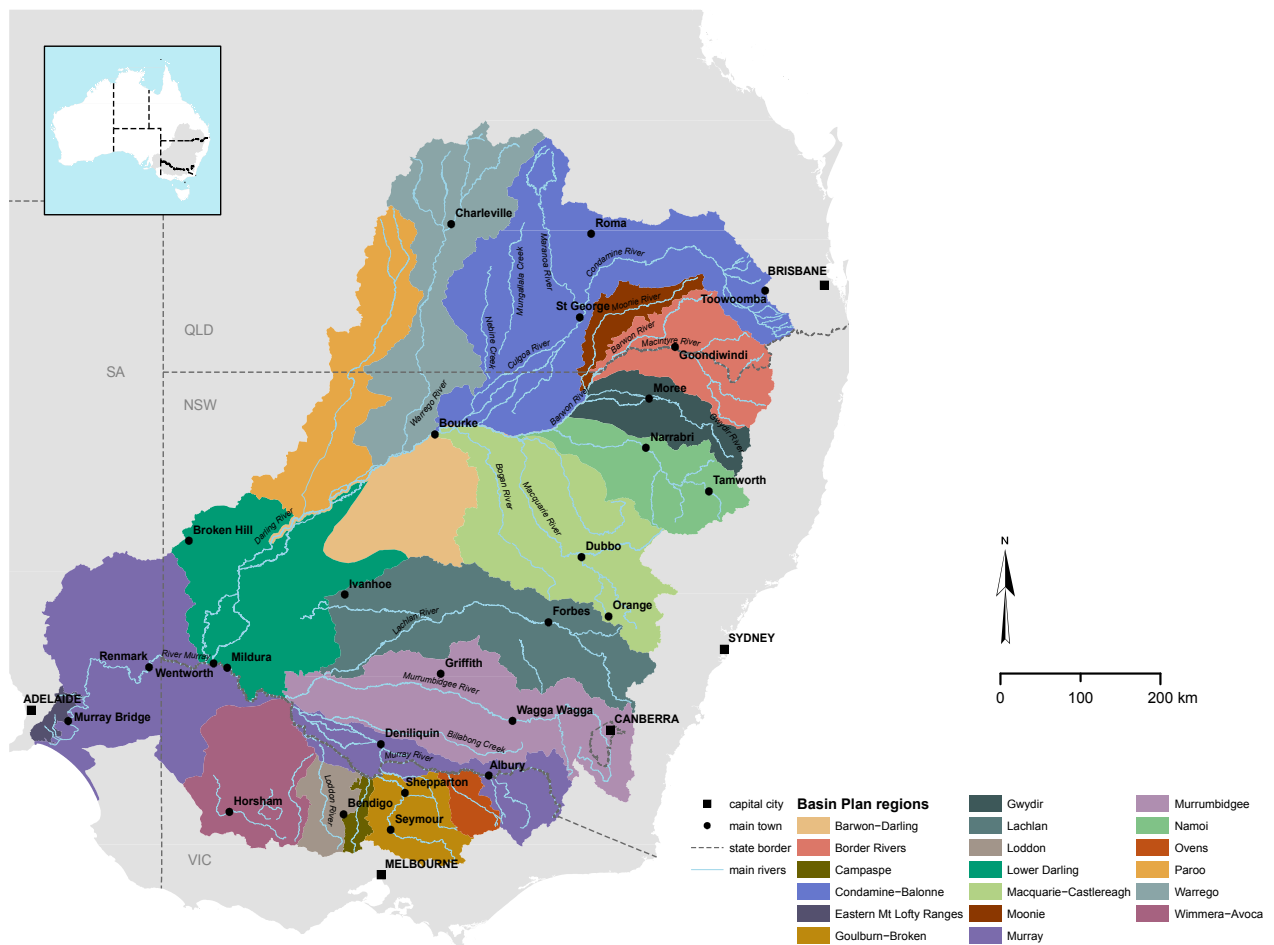 Charleville
Roma
Maranoa River
Mungallala Creek
Condamine River
BRISBANE
Toowoomba
St George
Moonie River
QLD
Nebine Creek
Culgoa River
Barwon River
Macintyre River
Goondiwindi
SA
NSW
Warrego River
Moree
Barwon River
Bourke
Gwydir River
Narrabri
Bogan River
Macquarie River
Tamworth
Broken Hill
Darling River
Dubbo
N
Ivanhoe
Lachlan River
Forbes
Orange
SYDNEY
Renmark
River Murray
Mildura
Wentworth
Griffith
Murrumbidgee River
0 100 200 km
ADELAIDE
Murray Bridge
Wagga Wagga
CANBERRA
Deniliquin
Billabong Creek
Murray River
Albury
Shepparton
Loddon River
Horsham
Bendigo
Seymour
VIC
MELBOURNE
capital city
main town
state border
main rivers
Basin Plan regions
Barwon−Darling
Border Rivers
Campaspe
Condamine−Balonne
Eastern Mt Lofty Ranges
Goulburn−Broken
Gwydir
Lachlan
Loddon
Lower Darling
Macquarie−Castlereagh
Moonie
Murray
Murrumbidgee
Namoi
Ovens
Paroo
Warrego
Wimmera−Avoca